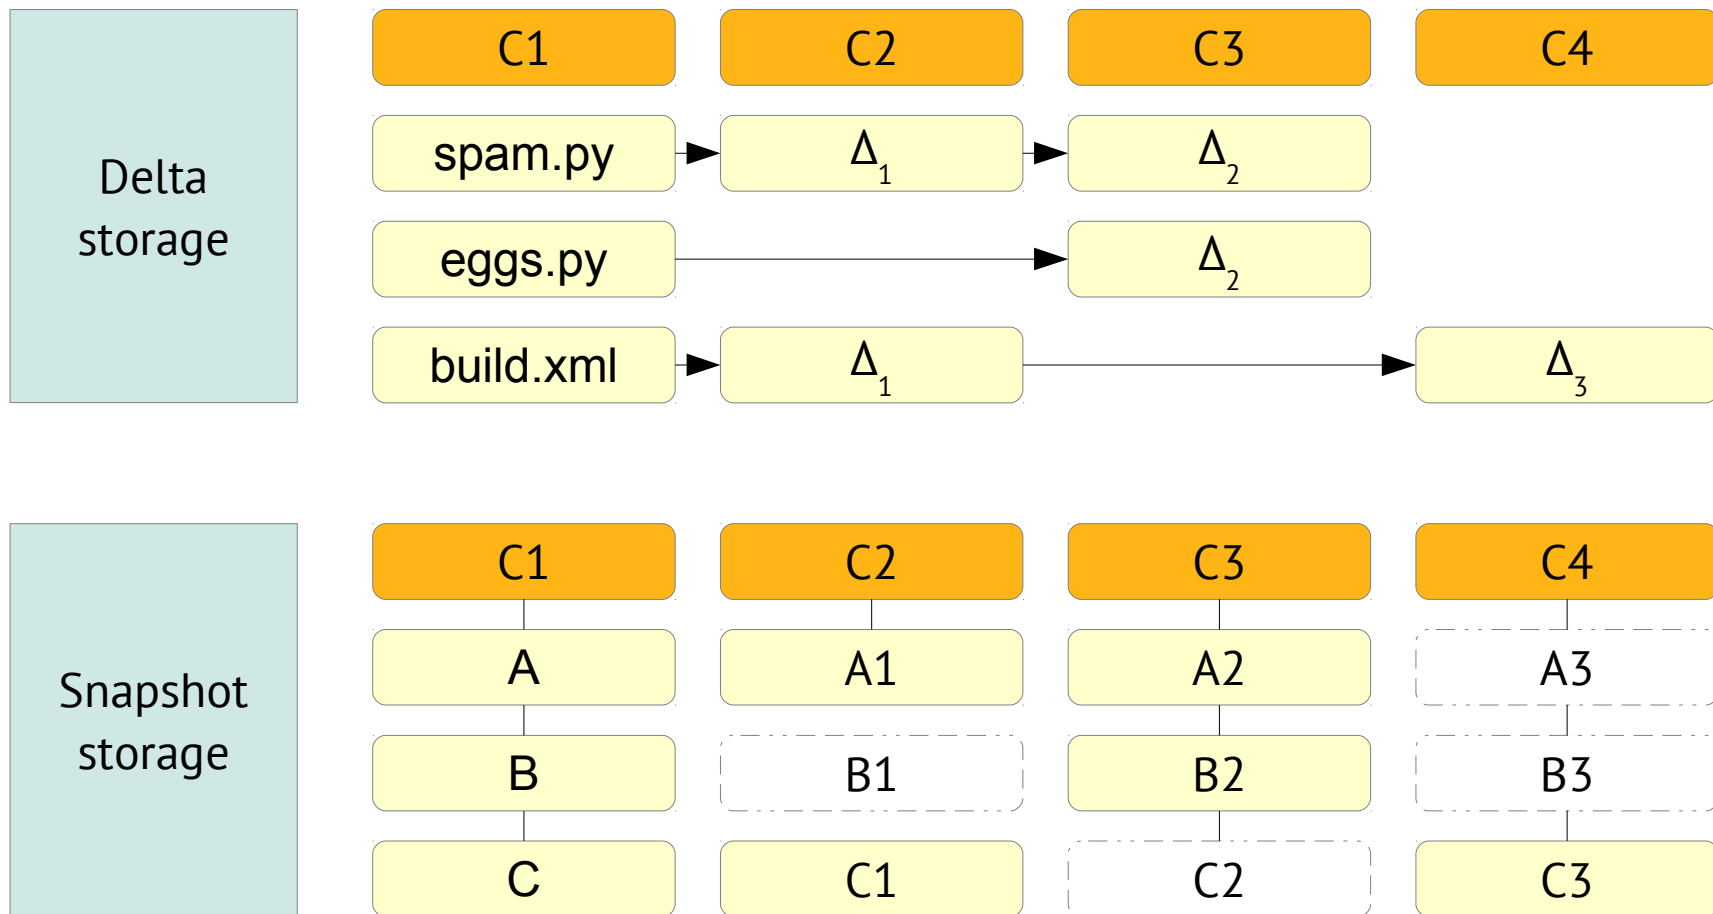 Delta
storage
C1 C2 C3 C4
spam.py Δ1 Δ2
eggs.py Δ2
build.xml Δ1 Δ3
Snapshot
storage
C1 C2 C3 C4
A A1 A2 A3
B B1 B2 B3
C C1 C2 C3